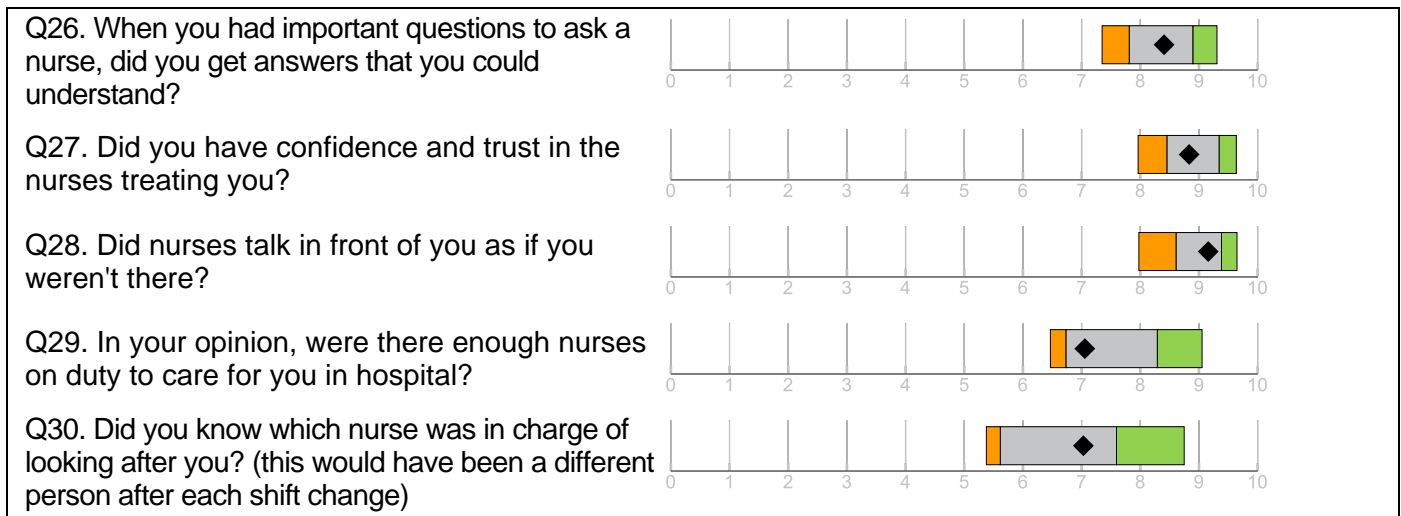 Q26. When you had important questions to ask a
nurse, did you get answers that you could
understand?
0 1 2 3 4 5 6 7 8 9 10
Q27. Did you have confidence and trust in the
nurses treating you?
0 1 2 3 4 5 6 7 8 9 10
Q28. Did nurses talk in front of you as if you
weren't there?
0 1 2 3 4 5 6 7 8 9 10
Q29. In your opinion, were there enough nurses
on duty to care for you in hospital?
0 1 2 3 4 5 6 7 8 9 10
Q30. Did you know which nurse was in charge of
looking after you? (this would have been a different
person after each shift change)
0 1 2 3 4 5 6 7 8 9 10